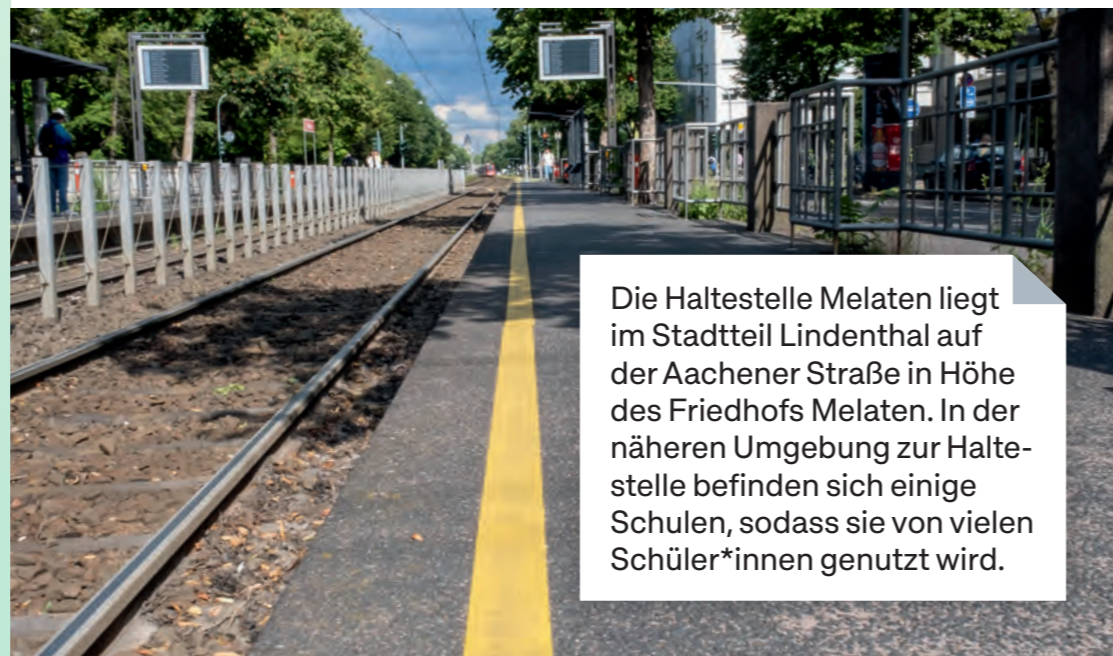 Die Haltestelle Melaten liegt
im Stadtteil Lindenthal auf
der Aachener Straße in Höhe
des Friedhofs Melaten. In der
näheren Umgebung zur Halte-
stelle befinden sich einige
Schulen, sodass sie von vielen
Schüler*innen genutzt wird.